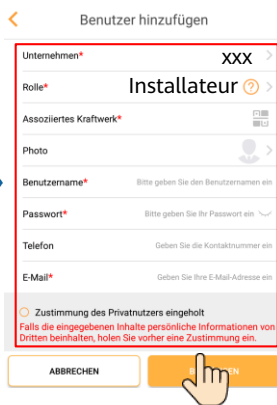 Benutzer hinzufügen
Unternehmen* xxx
Rolle* Installateur ?
Assoziiertes Kraftwerk*
Photo
Benutzername* Bitte geben Sie den Benutzernamen ein
Passwort* Bitte geben Sie Ihr Passwort ein
Telefon Geben Sie die Kontaktnummer ein
E-Mail* Geben Sie Ihre E-Mail-Adresse ein
Zustimmung des Privatnutzers eingeholt
Falls die eingegebenen Inhalte persönliche Informationen von
Dritten beinhalten, holen Sie vorher eine Zustimmung ein.
ABBRECHEN